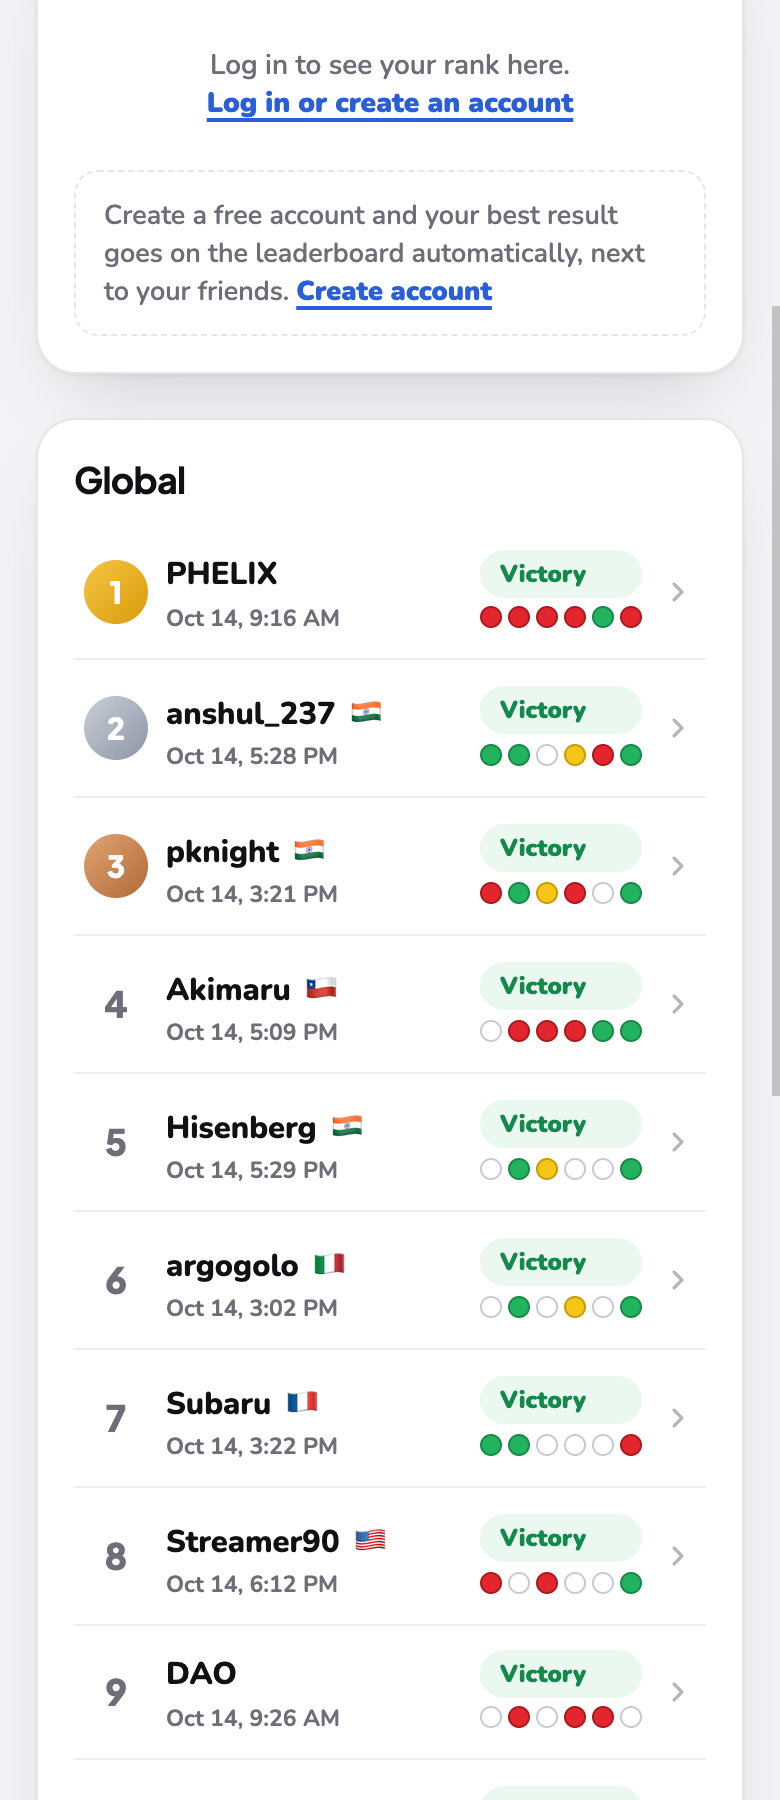 Log in to see your rank here.
Log in or create an account
Create a free account and your best result
goes on the leaderboard automatically, next
to your friends. Create account
Global
1
PHELIX
Victory
Oct 14, 9:16 AM
2
anshul_237
Victory
Oct 14, 5:28 PM
3
pknight
Victory
Oct 14, 3:21 PM
4
Akimaru
Victory
Oct 14, 5:09 PM
5
Hisenberg
Victory
Oct 14, 5:29 PM
6
argogolo
Victory
Oct 14, 3:02 PM
7
Subaru
Victory
Oct 14, 3:22 PM
8
Streamer90
Victory
Oct 14, 6:12 PM
9
DAO
Victory
Oct 14, 9:26 AM